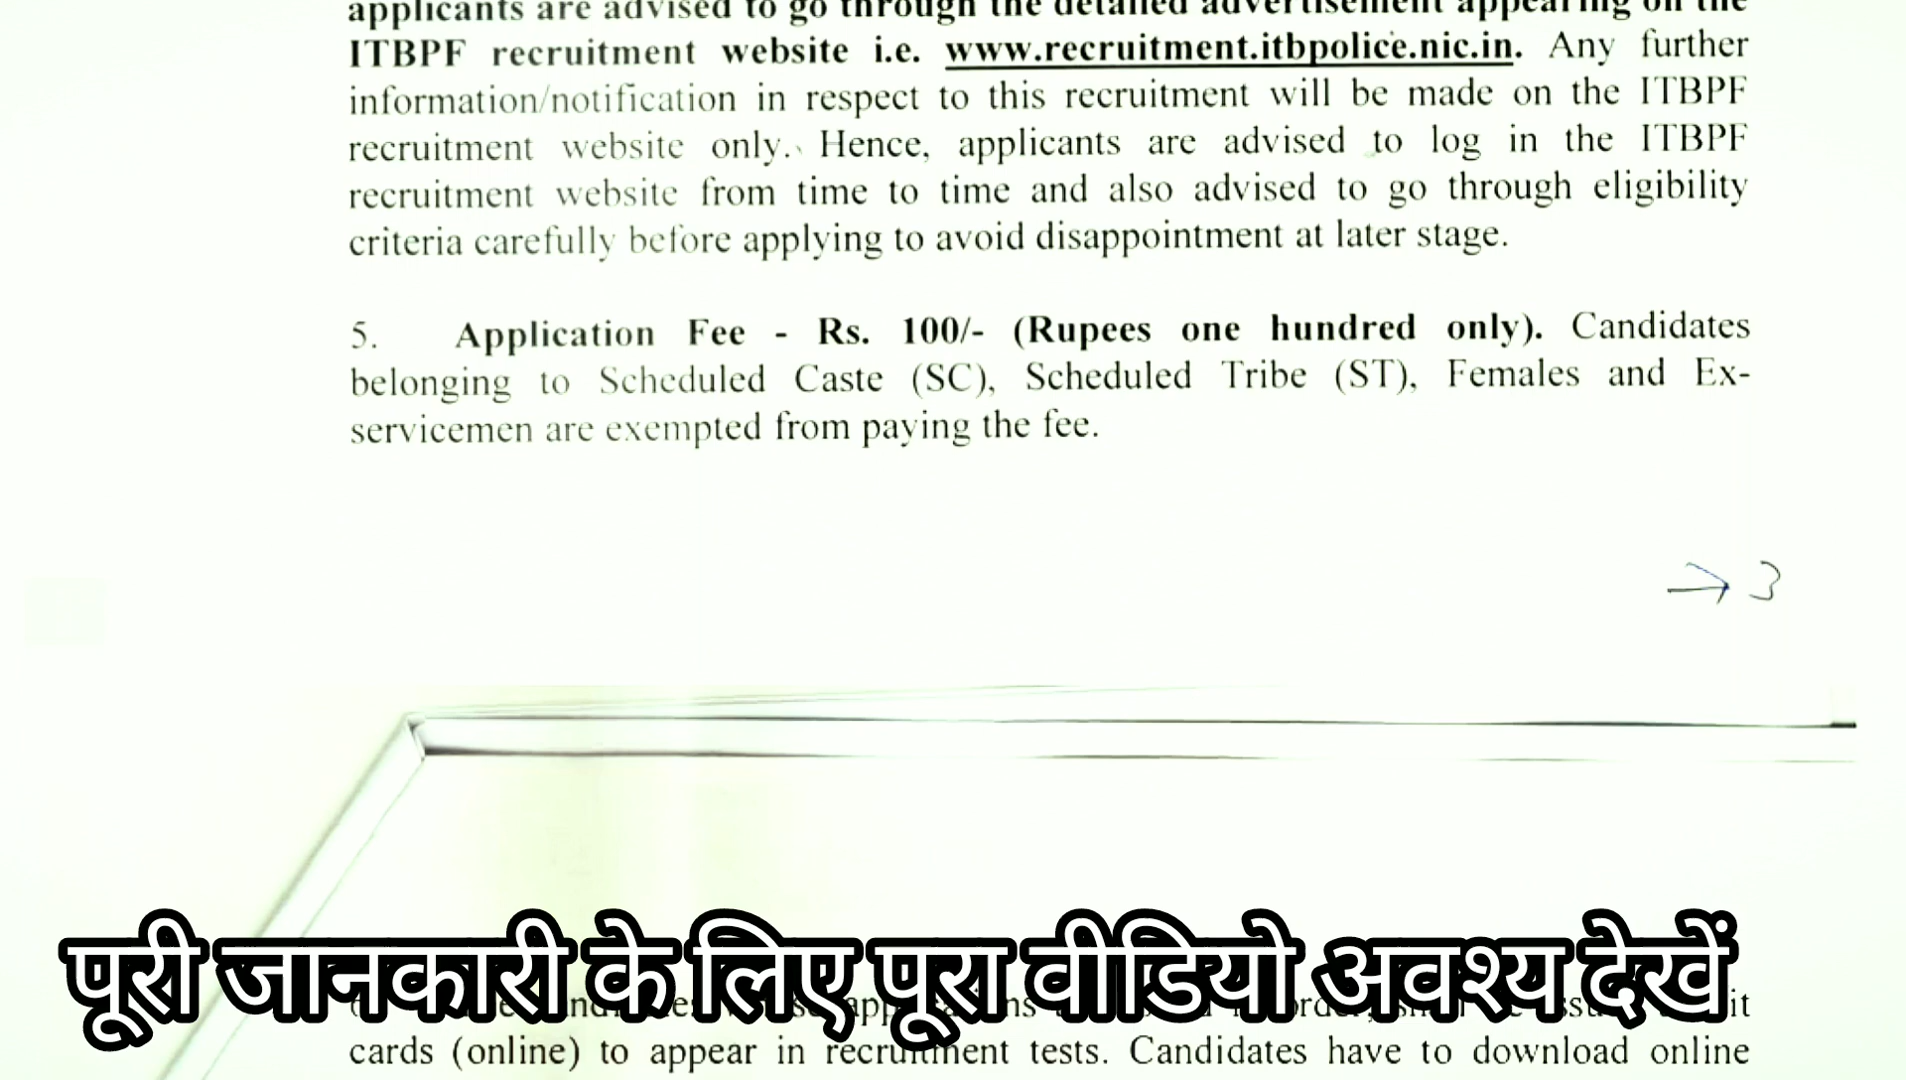 applicants are advised to go through the detailed advertisement appearing on the
ITBPF recruitment website i.e. www.recruitment.itbpolice.nic.in. Any further
information/notification in respect to this recruitment will be made on the ITBPF
recruitment website only. Hence, applicants are advised to log in the ITBPF
recruitment website from time to time and also advised to go through eligibility
criteria carefully before applying to avoid disappointment at later stage.
5. Application Fee - Rs. 100/- (Rupees one hundred only). Candidates
belonging to Scheduled Caste (SC), Scheduled Tribe (ST), Females and Ex-
servicemen are exempted from paying the fee.
→ 3
पूरी जानकारी के लिए पूरा वीडियो अवश्य देखें
cards (online) to appear in recruitment tests. Candidates have to download online